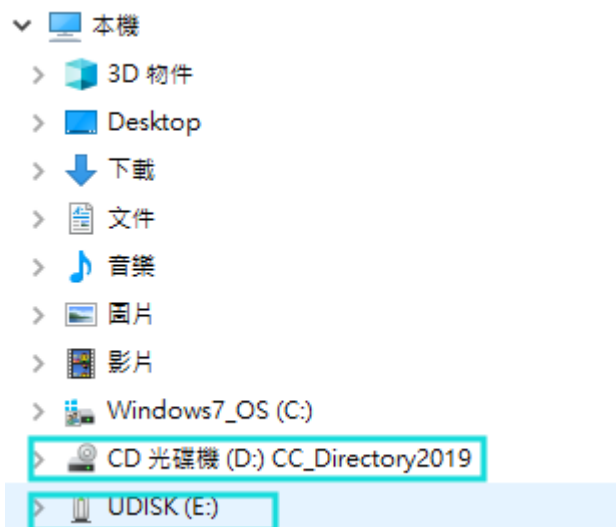 本機
3D 物件
Desktop
下載
文件
音樂
圖片
影片
Windows7_OS (C:)
CD 光碟機 (D:) CC_Directory2019
UDISK (E:)